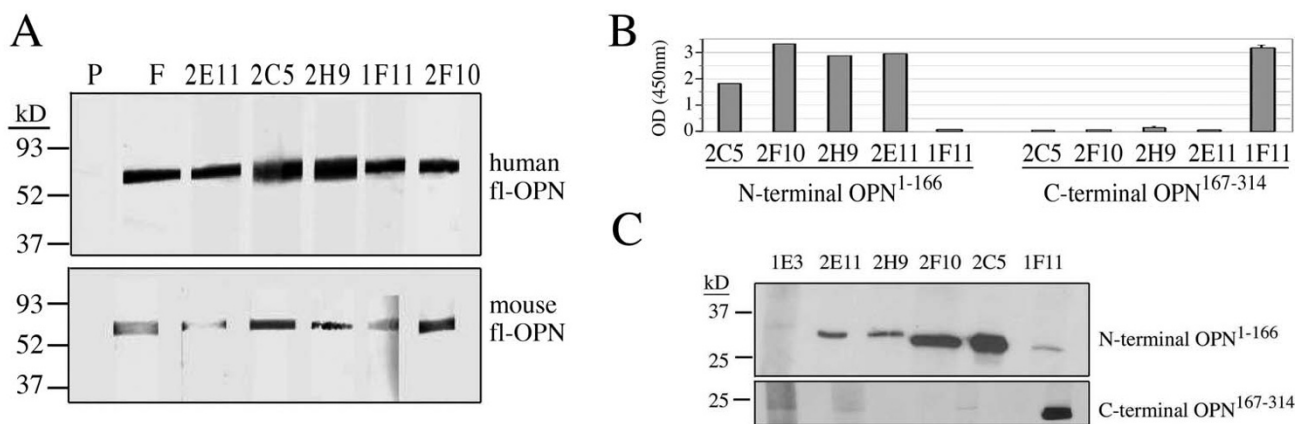 A
P F 2E11 2C5 2H9 1F11 2F10
kD
93
52
37
human
fl-OPN
93
52
37
mouse
fl-OPN
B
OD (450nm)
3
2
1
0
2C5 2F10 2H9 2E11 1F11 2C5 2F10 2H9 2E11 1F11
N-terminal OPN1-166 C-terminal OPN167-314
C
1E3 2E11 2H9 2F10 2C5 1F11
kD
37
25
N-terminal OPN1-166
25
C-terminal OPN167-314